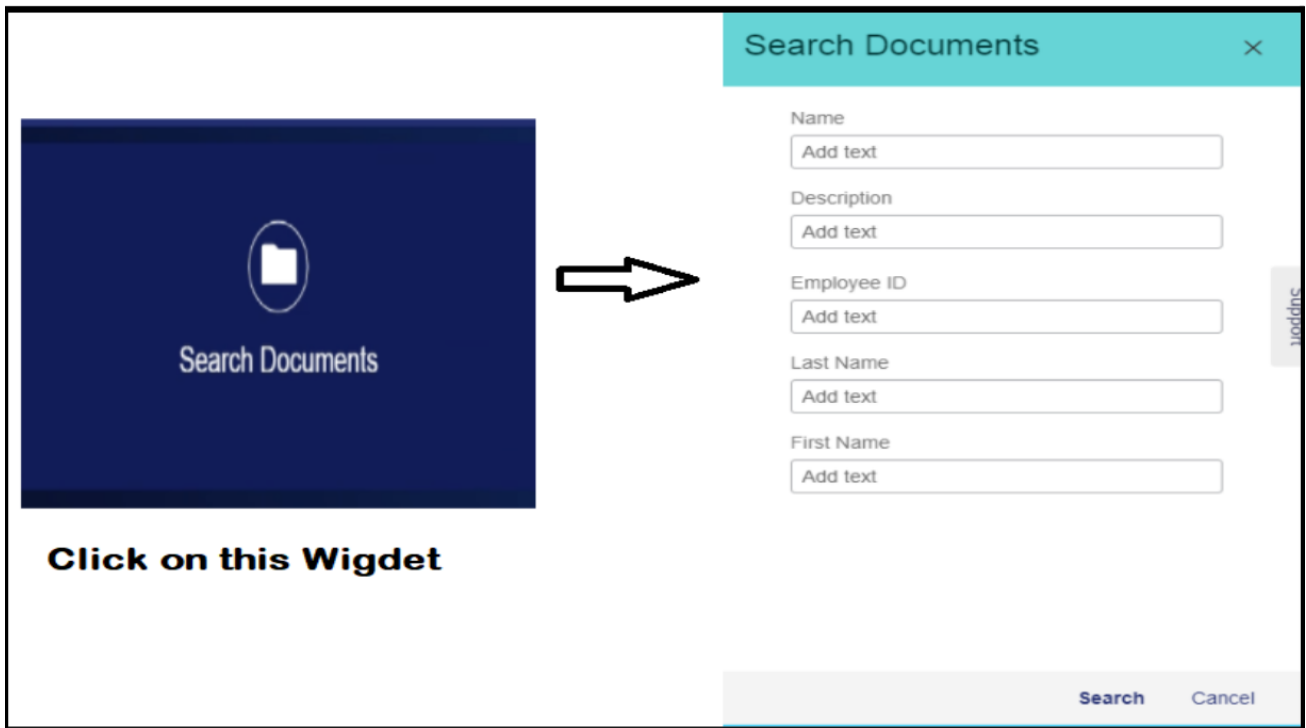 Search Documents
Click on this Wigdet
Search Documents ×
Name
Add text
Description
Add text
Employee ID
Add text
Last Name
Add text
First Name
Add text
Support
Search Cancel